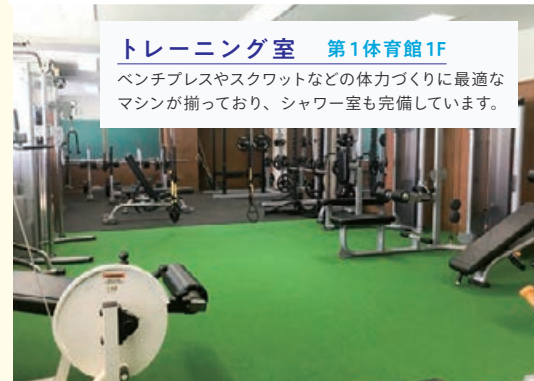 トレーニング室 第1体育館1F
ベンチプレスやスクワットなどの体力づくりに最適な
マシンが揃っており、シャワー室も完備しています。